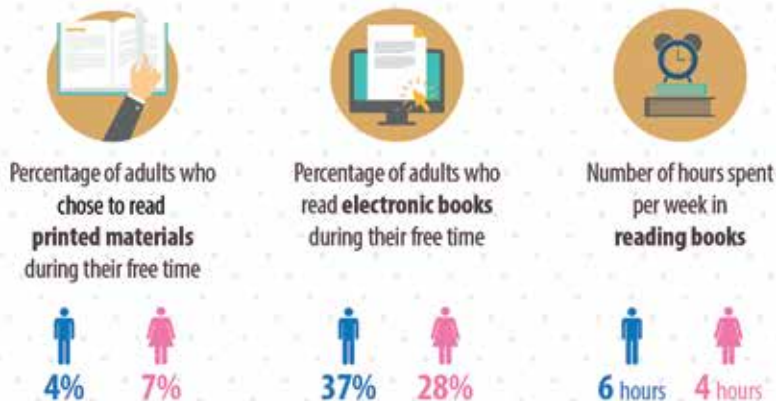 Percentage of adults who
chose to read
printed materials
during their free time
4% 7%
Percentage of adults who
read electronic books
during their free time
37% 28%
Number of hours spent
per week in
reading books
6 hours 4 hours